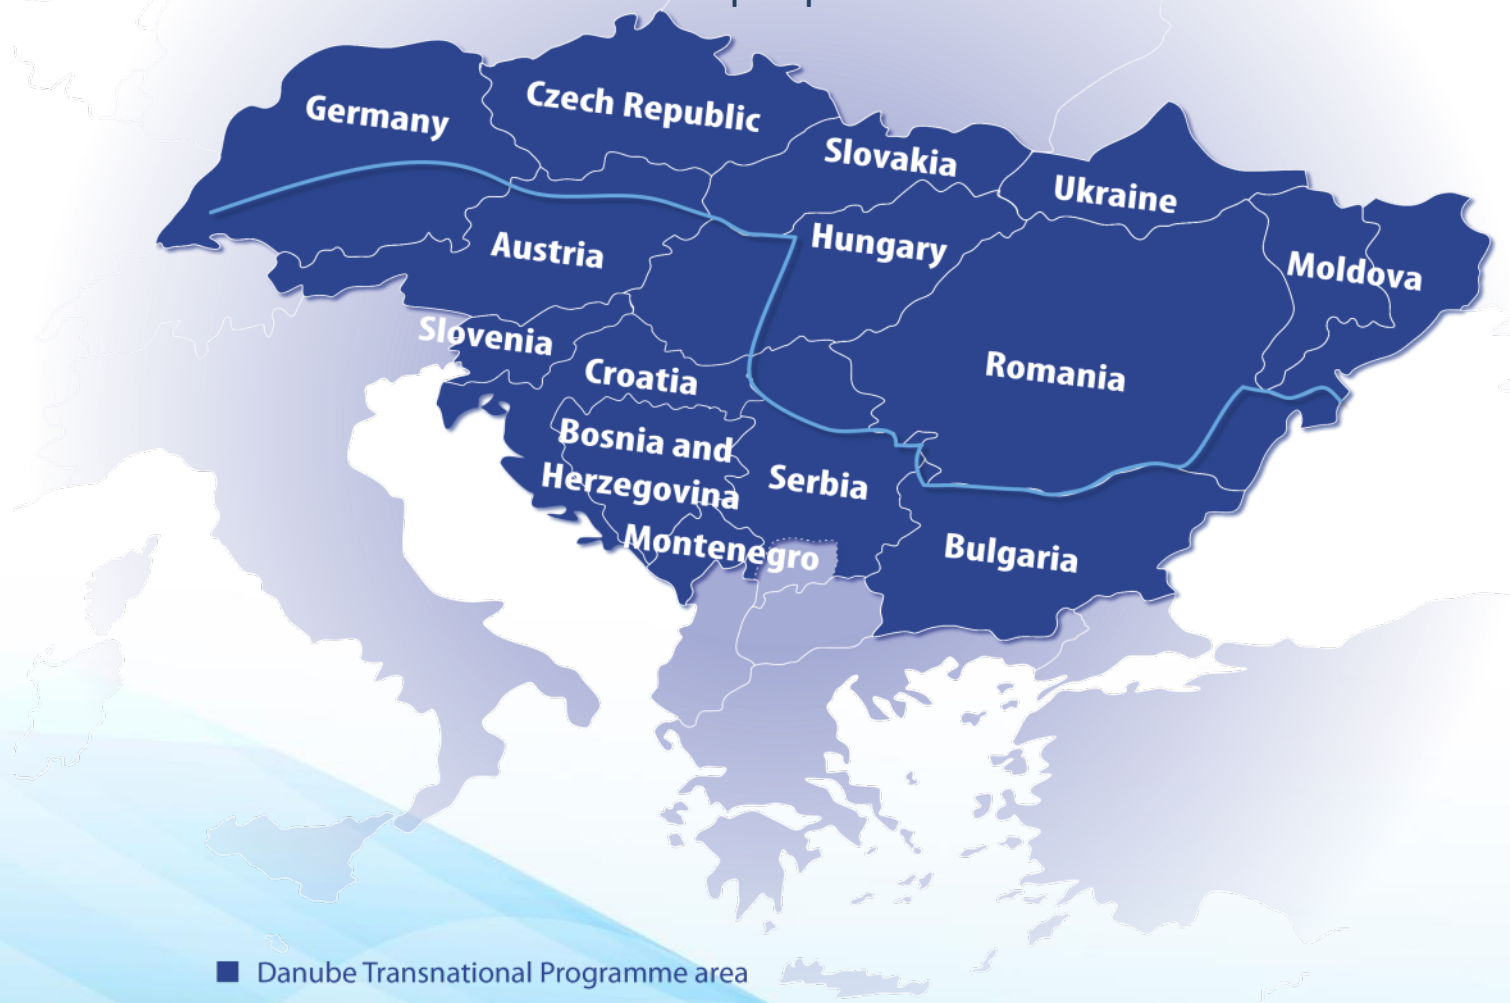 Germany
Czech Republic
Slovakia
Ukraine
Austria
Hungary
Moldova
Slovenia
Croatia
Romania
Bosnia and
Herzegovina
Serbia
Montenegro
Bulgaria
Danube Transnational Programme area